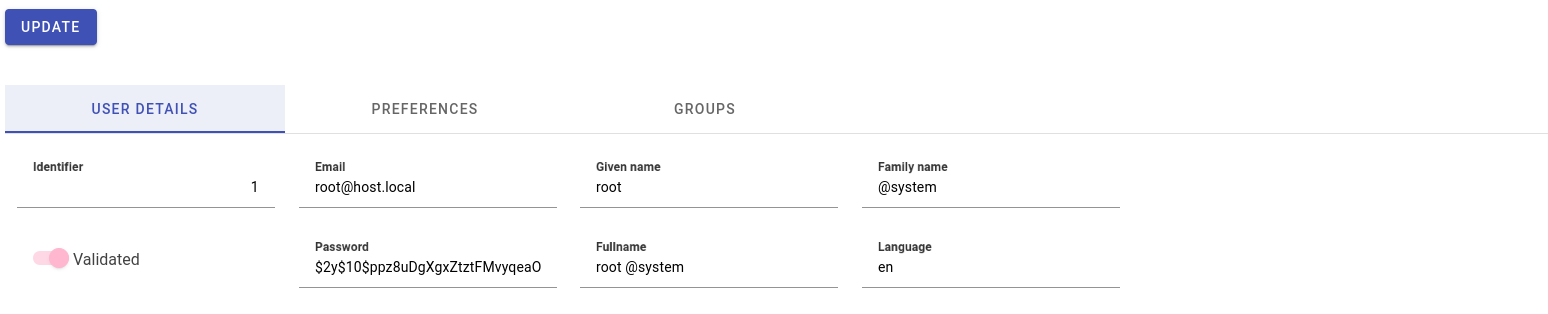 UPDATE
USER DETAILS PREFERENCES GROUPS
Identifier Email Given name Family name
1 root@host.local root @system
Password Fullname Language
Validated $2y$10$ppz8uDgXgxZtztFMvyqeaO root @system en